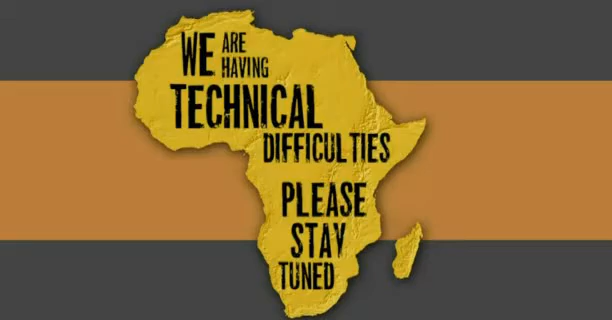 WE ARE
HAVING
TECHNICAL
DIFFICULTIES
PLEASE
STAY
TUNED